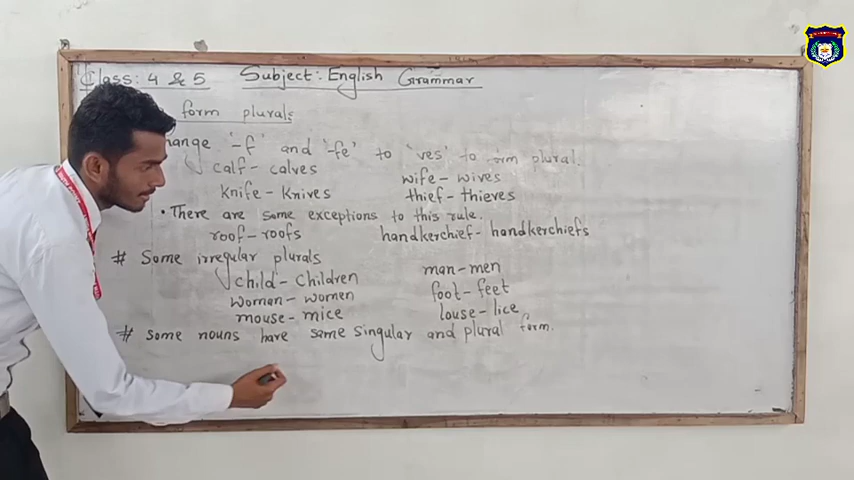 Class: 4 & 5 Subject: English Grammar
form plurals
'-f' and '-fe' to 'ves' to form plural.
calf - calves wife - wives
knife - knives thief - thieves
• There are some exceptions to this rule.
roof - roofs handkerchief - handkerchiefs
# Some irregular plurals
child - children man - men
woman - women foot - feet
mouse - mice louse - lice
# some nouns have same singular and plural form.